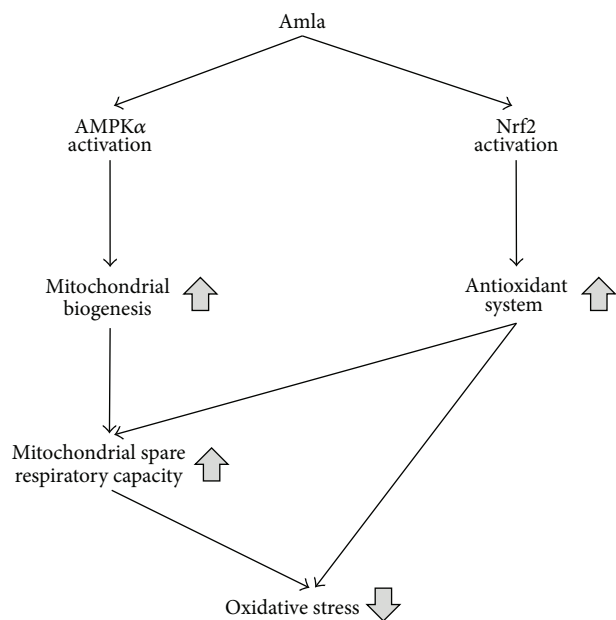 Amla
AMPKα
activation
Nrf2
activation
Mitochondrial
biogenesis
Antioxidant
system
Mitochondrial spare
respiratory capacity
Oxidative stress